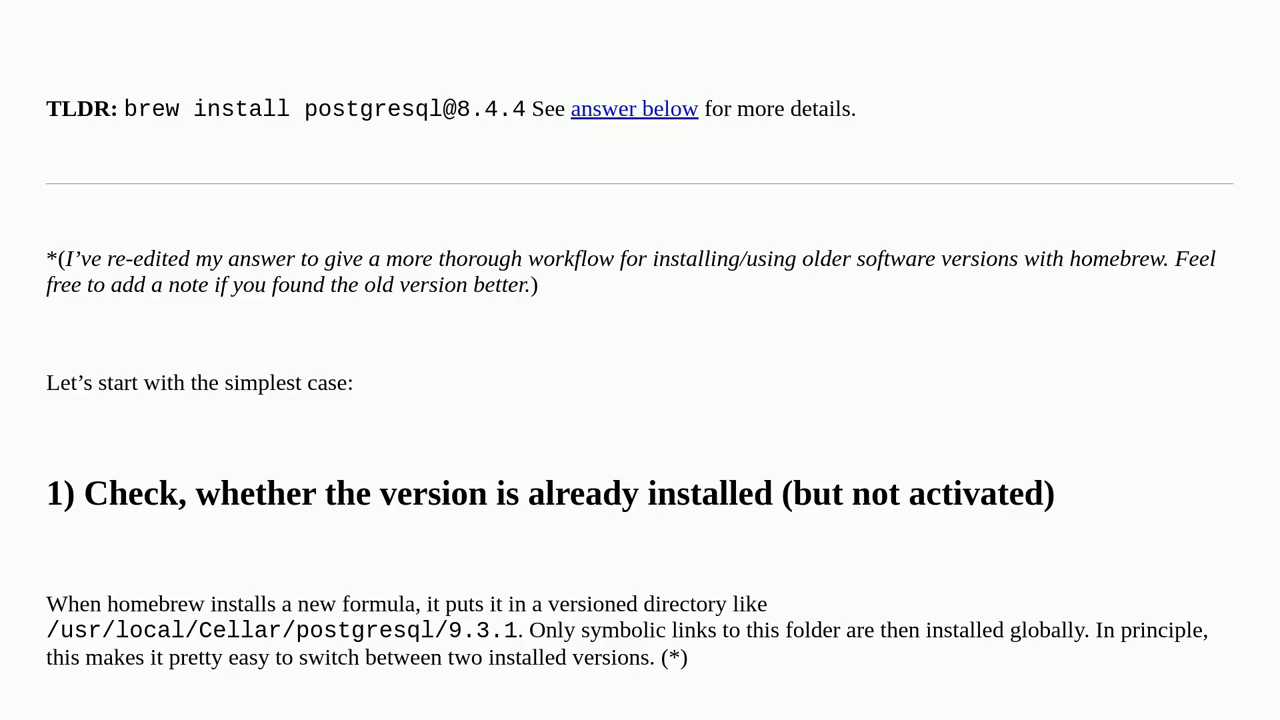 TLDR: brew install postgresql@8.4.4 See answer below for more details.
*(I’ve re-edited my answer to give a more thorough workflow for installing/using older software versions with homebrew. Feel
free to add a note if you found the old version better.)
Let’s start with the simplest case:
1) Check, whether the version is already installed (but not activated)
When homebrew installs a new formula, it puts it in a versioned directory like
/usr/local/Cellar/postgresql/9.3.1. Only symbolic links to this folder are then installed globally. In principle,
this makes it pretty easy to switch between two installed versions. (*)